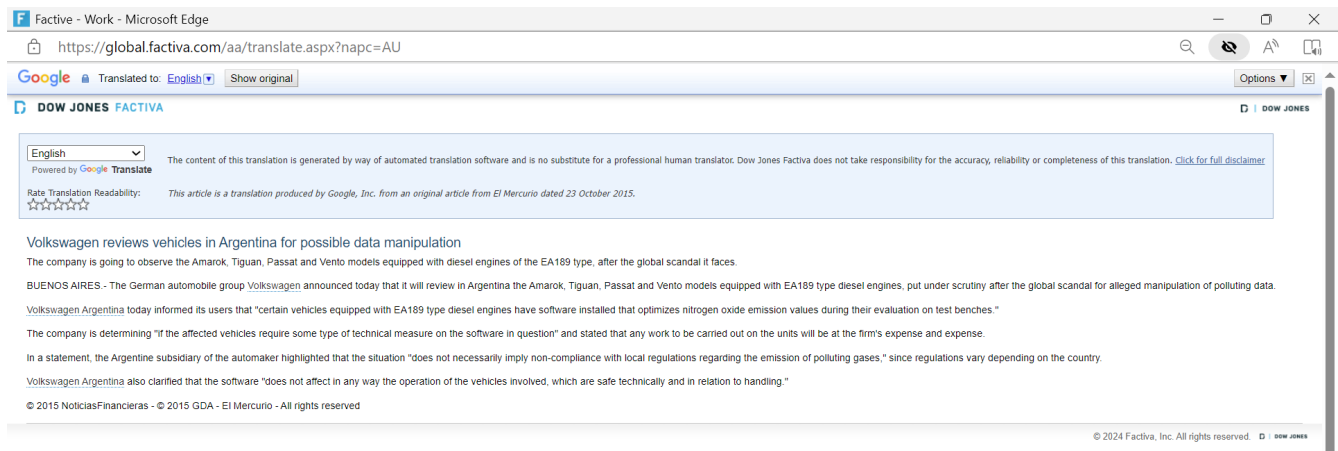 Factive - Work - Microsoft Edge
https://global.factiva.com/aa/translate.aspx?napc=AU
Google Translated to: English Show original Options ▼
DOW JONES FACTIVA DOW JONES
English
Powered by Google Translate
The content of this translation is generated by way of automated translation software and is no substitute for a professional human translator. Dow Jones Factiva does not take responsibility for the accuracy, reliability or completeness of this translation. Click for full disclaimer
Rate Translation Readability:
This article is a translation produced by Google, Inc. from an original article from El Mercurio dated 23 October 2015.
Volkswagen reviews vehicles in Argentina for possible data manipulation
The company is going to observe the Amarok, Tiguan, Passat and Vento models equipped with diesel engines of the EA189 type, after the global scandal it faces.
BUENOS AIRES.- The German automobile group Volkswagen announced today that it will review in Argentina the Amarok, Tiguan, Passat and Vento models equipped with EA189 type diesel engines, put under scrutiny after the global scandal for alleged manipulation of polluting data.
Volkswagen Argentina today informed its users that "certain vehicles equipped with EA189 type diesel engines have software installed that optimizes nitrogen oxide emission values during their evaluation on test benches."
The company is determining "if the affected vehicles require some type of technical measure on the software in question" and stated that any work to be carried out on the units will be at the firm's expense and expense.
In a statement, the Argentine subsidiary of the automaker highlighted that the situation "does not necessarily imply non-compliance with local regulations regarding the emission of polluting gases," since regulations vary depending on the country.
Volkswagen Argentina also clarified that the software "does not affect in any way the operation of the vehicles involved, which are safe technically and in relation to handling."
© 2015 NoticiasFinancieras - © 2015 GDA - El Mercurio - All rights reserved
© 2024 Factiva, Inc. All rights reserved. DOW JONES